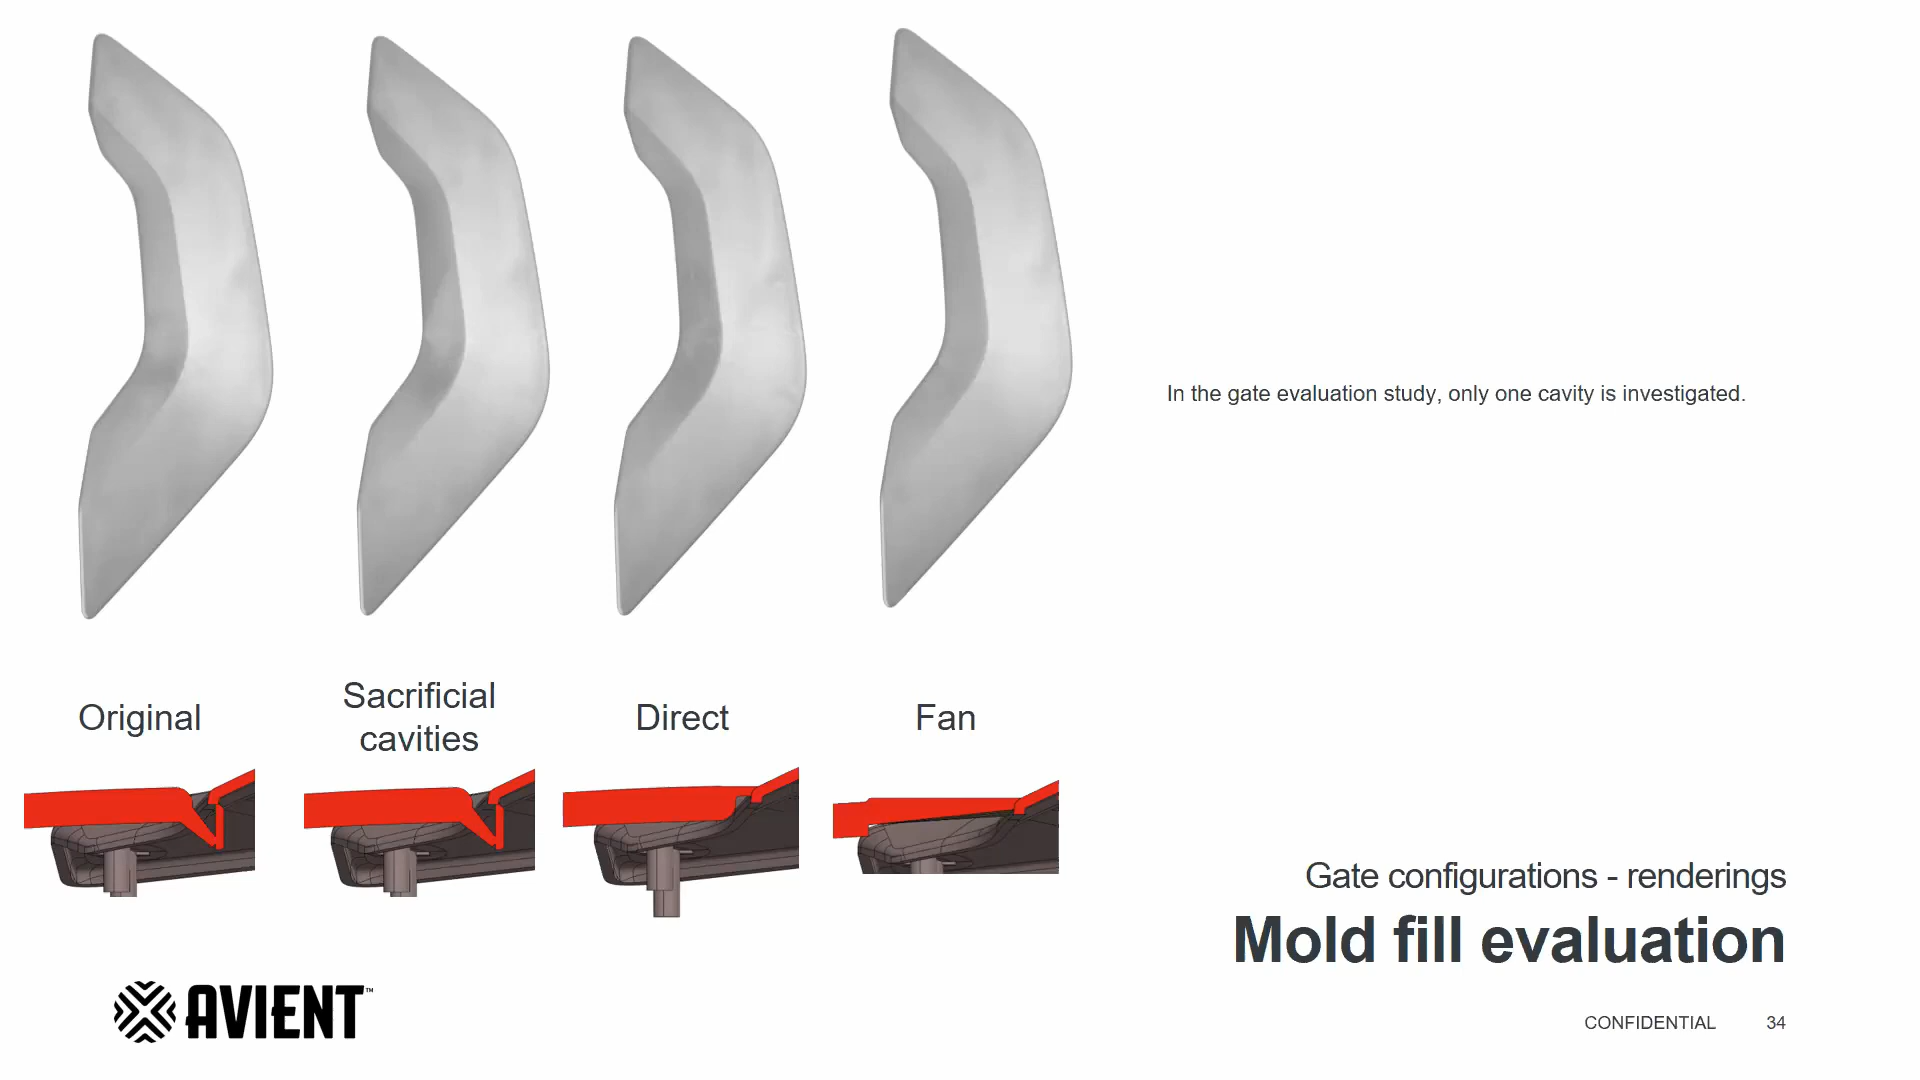 In the gate evaluation study, only one cavity is investigated.
Original
Sacrificial
cavities
Direct
Fan
Gate configurations - renderings
Mold fill evaluation
AVIENT™
CONFIDENTIAL 34